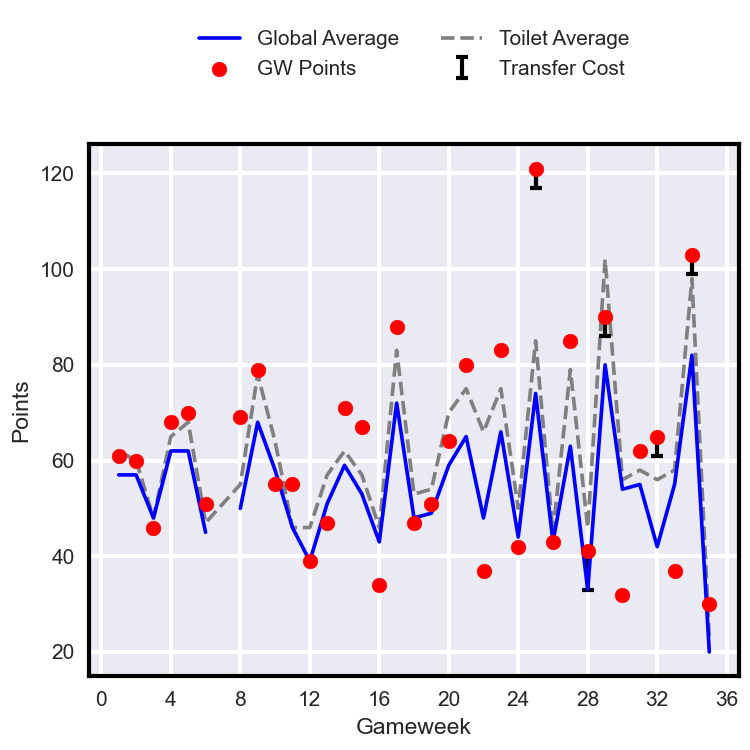 Global Average
Toilet Average
GW Points
Transfer Cost
Points
120
100
80
60
40
20
0 4 8 12 16 20 24 28 32 36
Gameweek